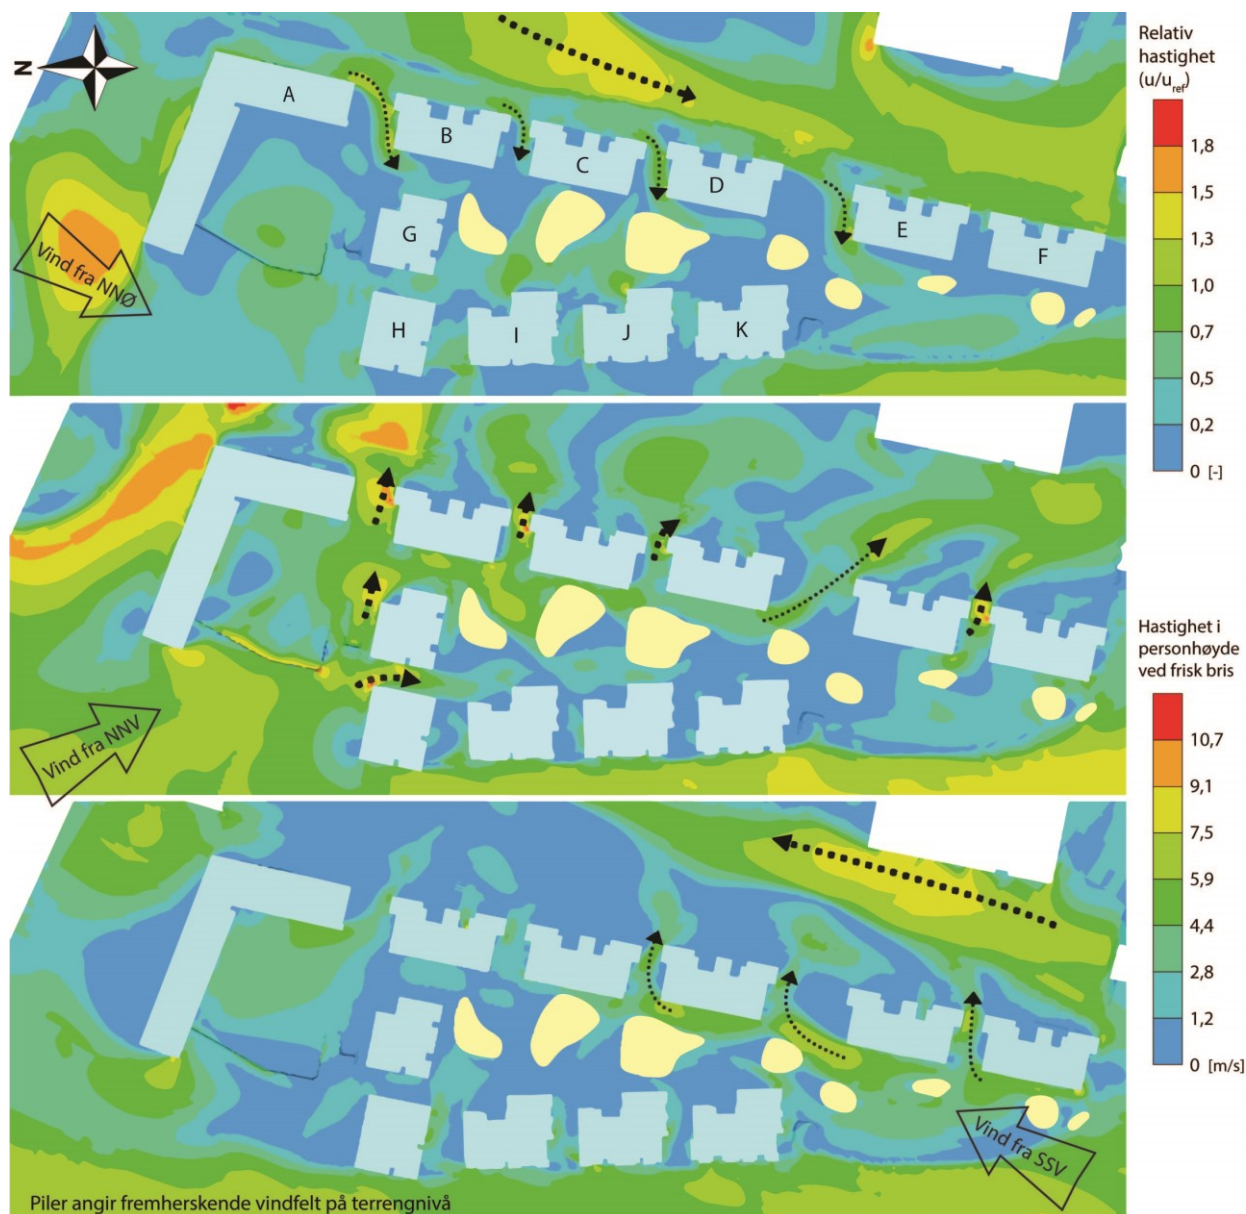 N
A
B
C
D
E
F
G
H
I
J
K
Vind fra NNØ
Relativ
hastighet
(u/uref)
1,8
1,5
1,3
1,0
0,7
0,5
0,2
0 [-]
Vind fra NNV
Hastighet i
personhøyde
ved frisk bris
10,7
9,1
7,5
5,9
4,4
2,8
1,2
0 [m/s]
Vind fra SSV
Piler angir fremherskende vindfelt på terrengnivå